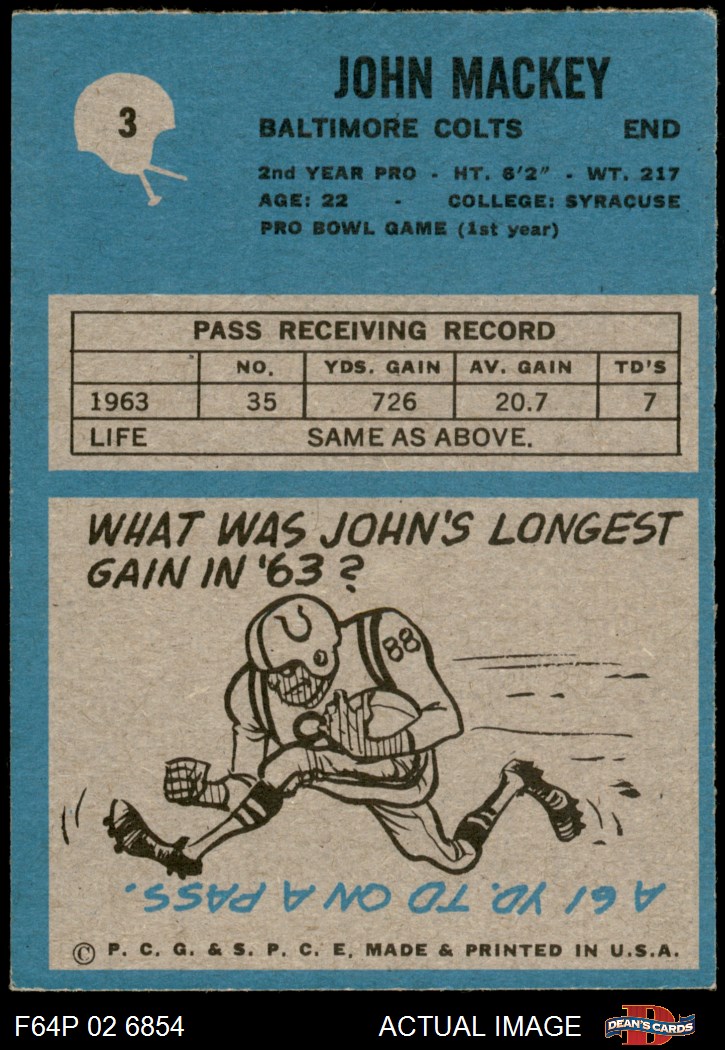 3
JOHN MACKEY
BALTIMORE COLTS END
2nd YEAR PRO - HT. 6'2" - WT. 217
AGE: 22 - COLLEGE: SYRACUSE
PRO BOWL GAME (1st year)
PASS RECEIVING RECORD
NO. YDS. GAIN AV. GAIN TD'S
1963 35 726 20.7 7
LIFE SAME AS ABOVE.
WHAT WAS JOHN'S LONGEST
GAIN IN '63?
88
A 61 YD. TD ON A PASS.
© P. C. G. & S. P. C. E. MADE & PRINTED IN U.S.A.
F64P 02 6854 ACTUAL IMAGE
D
DEAN'S CARDS